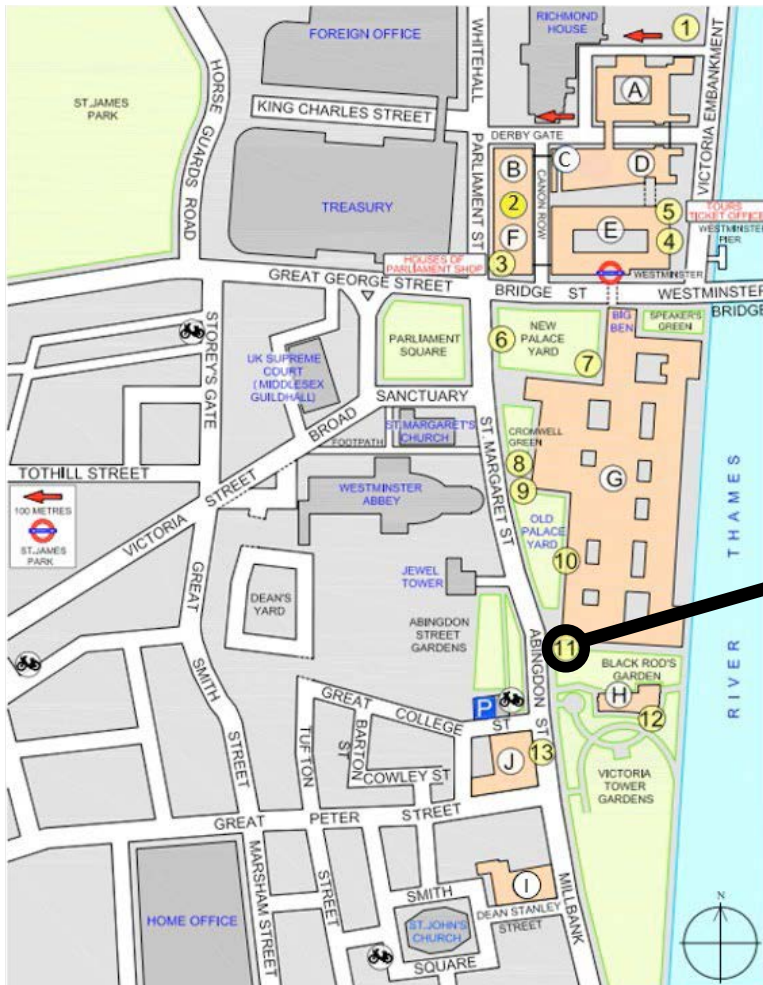 RICHMOND
HOUSE
1
FOREIGN OFFICE
WHITEHALL
VICTORIA EMBANKMENT
ST.JAMES
PARK
HORSE GUARDS ROAD
A
KING CHARLES STREET
DERBY GATE
PARLIAMENT ST
B
C
D
CANON ROW
2
TREASURY
5
TOURS
TICKET OFFICE
F
E
4
WESTMINSTER
PIER
HOUSES OF
PARLIAMENT SHOP
3
GREAT GEORGE STREET
WESTMINSTER
BRIDGE ST
WESTMINSTER
BRIDGE
STOREY'S GATE
PARLIAMENT
SQUARE
6
NEW
PALACE
YARD
7
BIG
BEN
SPEAKER'S
GREEN
UK SUPREME
COURT
(MIDDLESEX
GUILDHALL)
BROAD SANCTUARY
ST.MARGARET'S
CHURCH
FOOTPATH
ST. MARGARET ST
CROMWELL
GREEN
8
9
G
TOTHILL STREET
VICTORIA STREET
100 METRES
ST.JAMES
PARK
WESTMINSTER
ABBEY
OLD
PALACE
YARD
10
RIVER THAMES
JEWEL
TOWER
DEAN'S
YARD
ABINGDON
STREET
GARDENS
ABINGDON ST
11
BLACK ROD'S
GARDEN
H
12
GREAT SMITH STREET
GREAT COLLEGE ST
P
TUFTON STREET
BARTON ST
COWLEY ST
J
13
VICTORIA
TOWER
GARDENS
GREAT PETER STREET
MARSHAM STREET
HOME OFFICE
SMITH SQUARE
ST.JOHN'S
CHURCH
I
DEAN STANLEY
STREET
MILLBANK
N